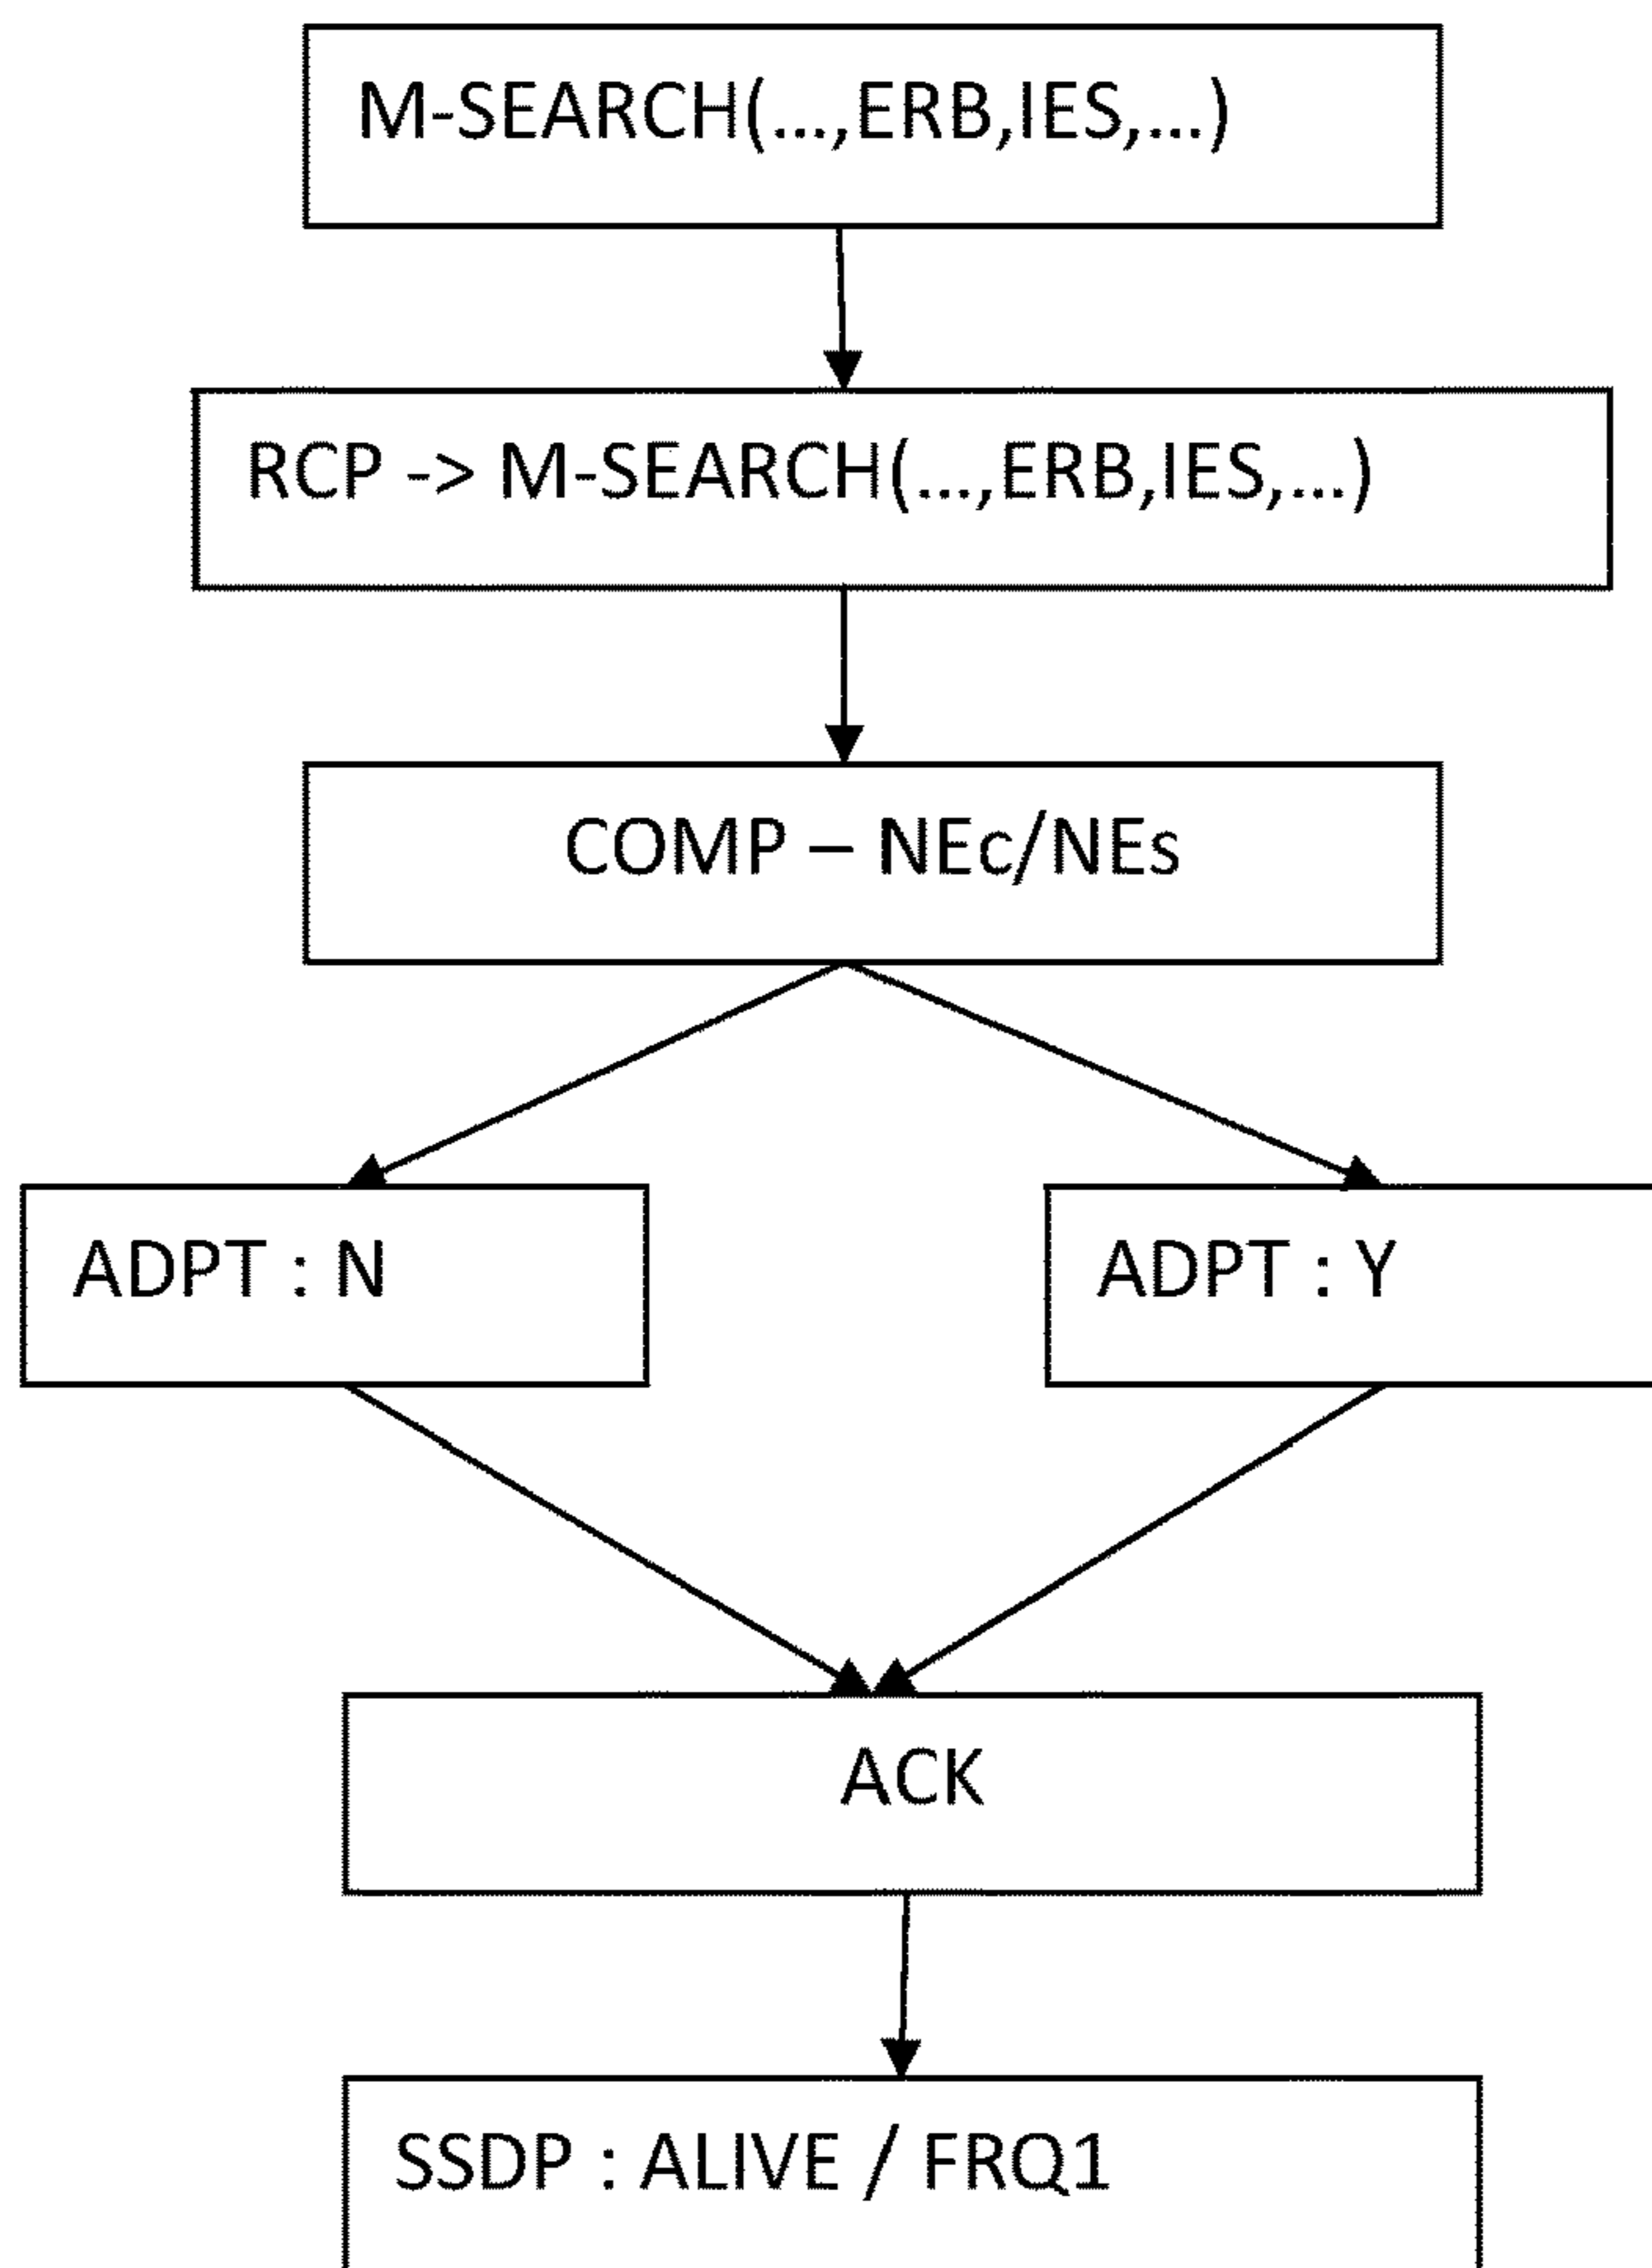 M-SEARCH(...,ERB,IES,...)
RCP -> M-SEARCH(...,ERB,IES,...)
COMP – NEc/NEs
ADPT : N
ADPT : Y
ACK
SSDP : ALIVE / FRQ1